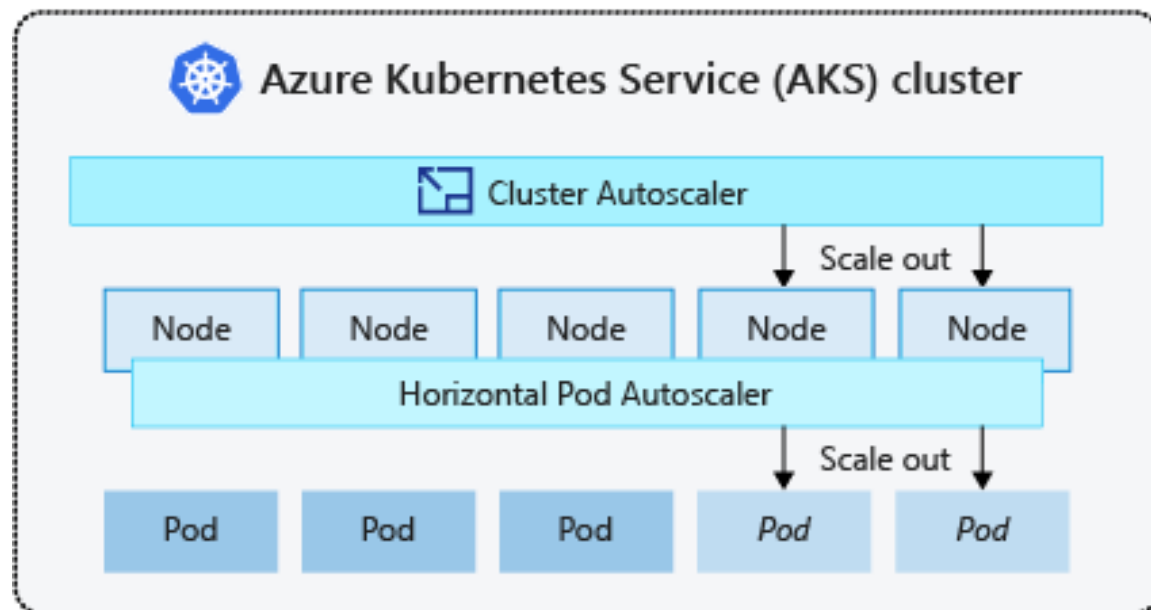 Azure Kubernetes Service (AKS) cluster
Cluster Autoscaler
Scale out
Node Node Node Node Node
Horizontal Pod Autoscaler
Scale out
Pod Pod Pod Pod Pod